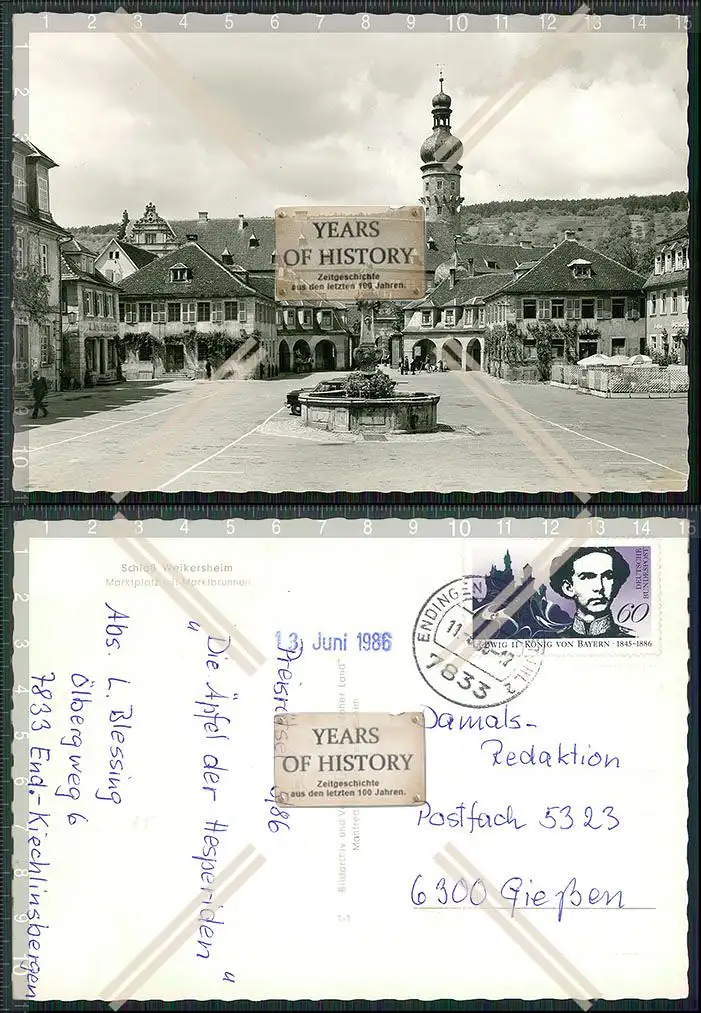 YEARS
OF HISTORY
Zeitgeschichte
aus den letzten 100 Jahren.
Schloß Weikersheim
Marktplatz mit Marktbrunnen
Abs. L. Blessing
Ölbergweg 6
7833 End.-Kiechlinsbergen
"Die Äpfel der Hesperiden"
13. Juni 1986
YEARS
OF HISTORY
Zeitgeschichte
aus den letzten 100 Jahren.
ENDINGEN
7833
DEUTSCHE
BUNDESPOST
60
LUDWIG II. KÖNIG VON BAYERN · 1845-1886
Damals-
Redaktion
Postfach 5323
6300 Gießen